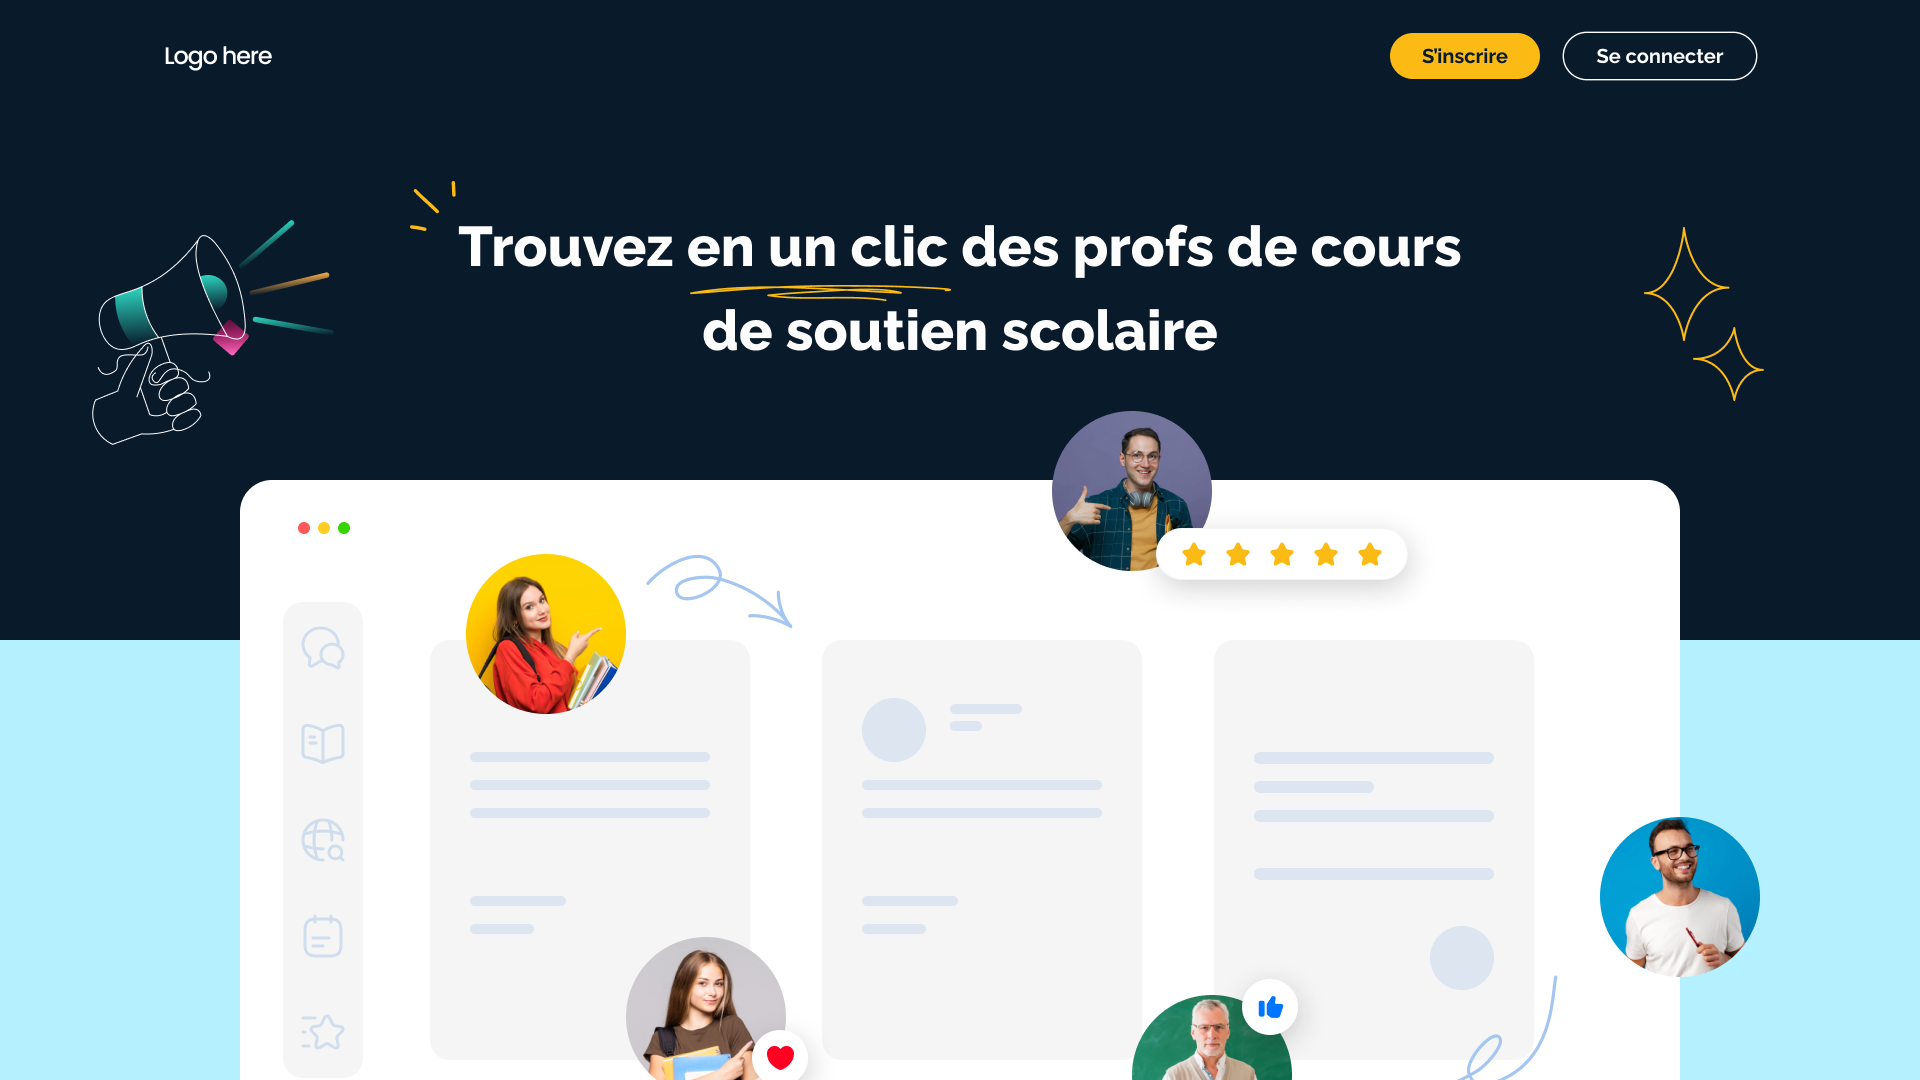 Logo here
S'inscrire
Se connecter
Trouvez en un clic des profs de cours
de soutien scolaire